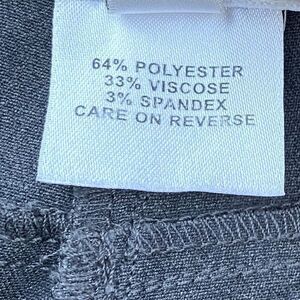 64% POLYESTER
33% VISCOSE
3% SPANDEX
CARE ON REVERSE